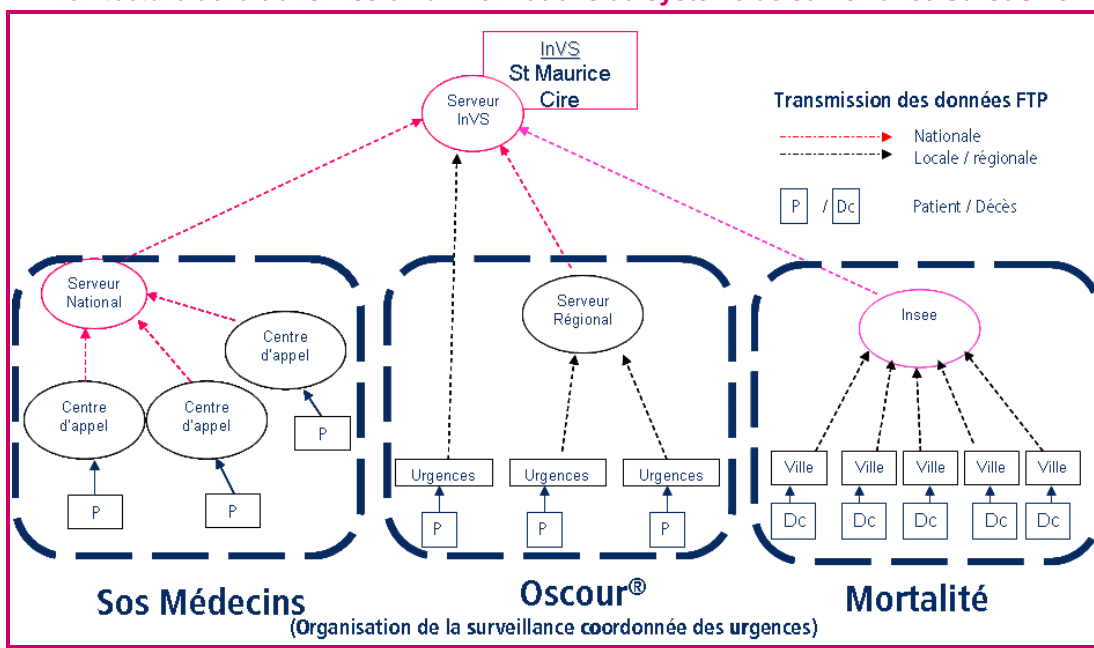 InVS
St Maurice
Cire
Serveur
InVS
Transmission des données FTP
Nationale
Locale / régionale
P / Dc Patient / Décès
Serveur
National
Centre
d'appel
Centre
d'appel
Centre
d'appel
P
P
P
Serveur
Régional
Urgences Urgences Urgences
P P P
Insee
Ville Ville Ville Ville Ville
Dc Dc Dc Dc Dc
Sos Médecins
Oscour®
(Organisation de la surveillance coordonnée des urgences)
Mortalité